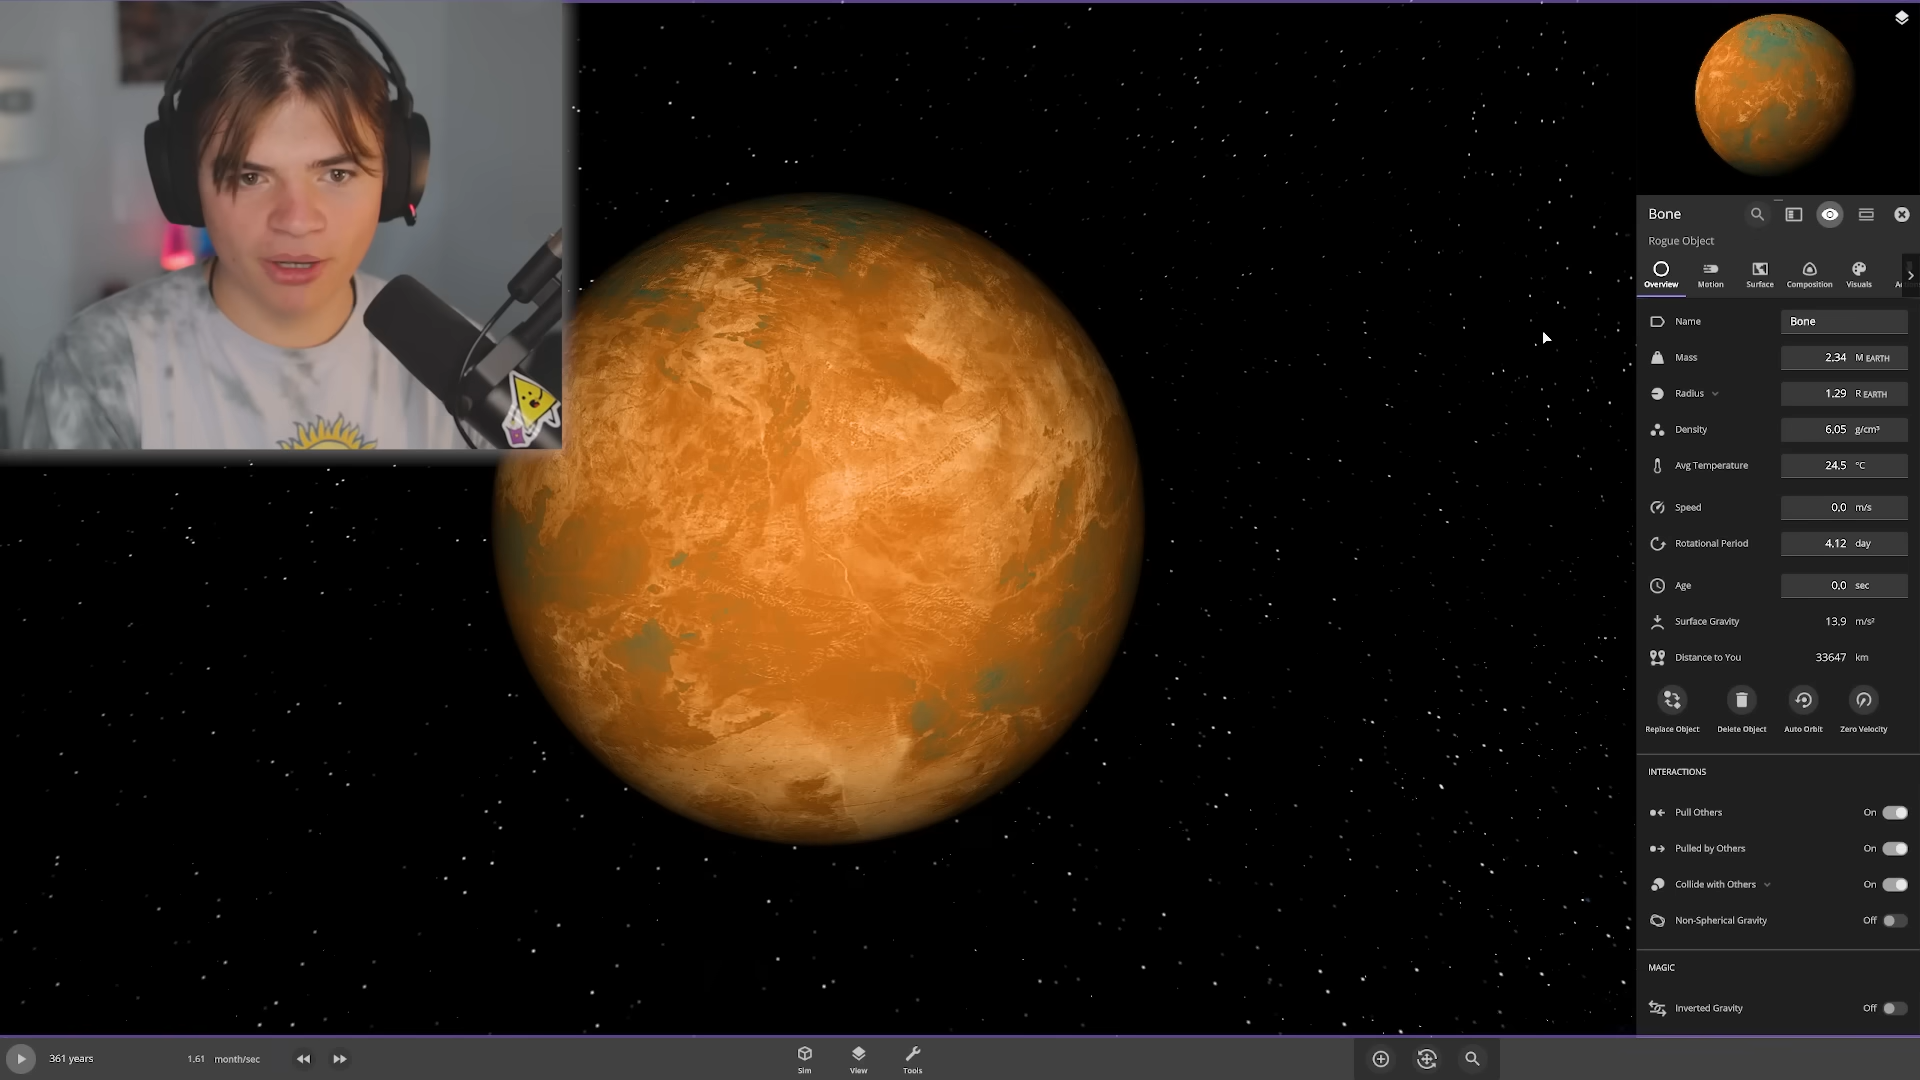 Bone
Rogue Object
Overview
Motion
Surface
Composition
Visuals
Name
Bone
Mass
2.34 M EARTH
Radius
1.29 R EARTH
Density
6.05 g/cm³
Avg Temperature
24.5 °C
Speed
0.0 m/s
Rotational Period
4.12 day
Age
0.0 sec
Surface Gravity
13.9 m/s²
Distance to You
33647 km
Replace Object
Delete Object
Auto Orbit
Zero Velocity
INTERACTIONS
Pull Others
On
Pulled by Others
On
Collide with Others
On
Non-Spherical Gravity
Off
MAGIC
Inverted Gravity
Off
361 years
1.61 month/sec
Sim
View
Tools